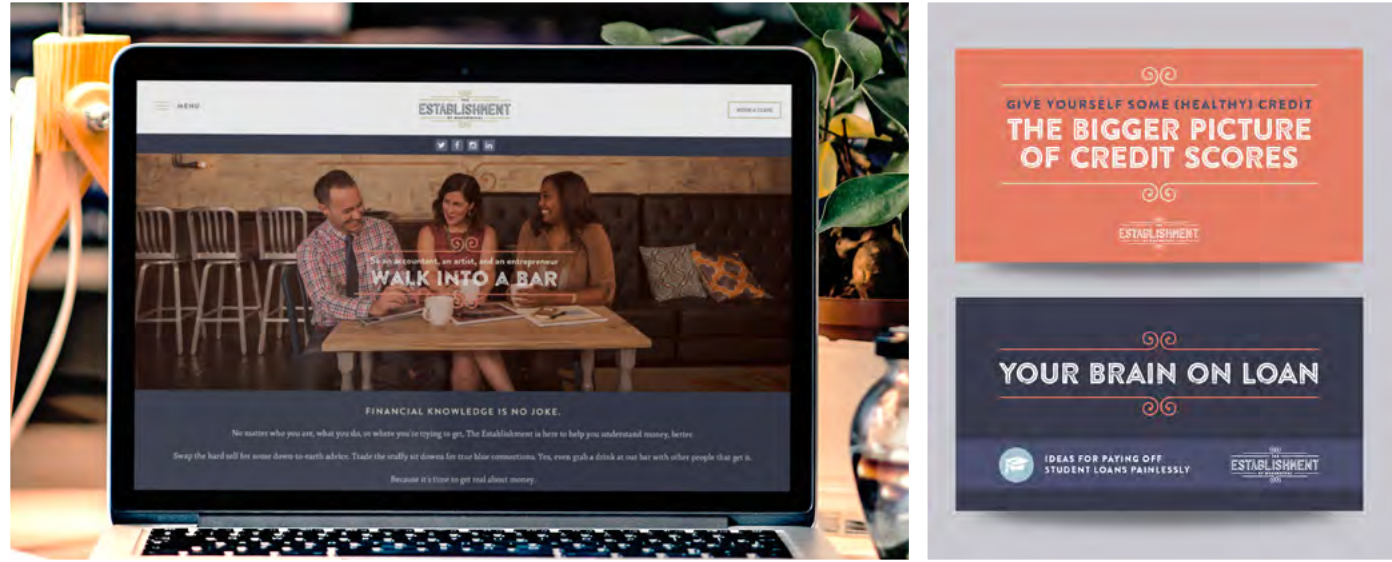 MENU
THE
ESTABLISHMENT
BOOK A CLASS
So an accountant, an artist, and an entrepreneur
WALK INTO A BAR
FINANCIAL KNOWLEDGE IS NO JOKE.
No matter who you are, what you do, or where you're trying to get, The Establishment is here to help you understand money, better.
Swap the hard sell for some down-to-earth advice. Trade the stuffy sit downs for true blue connections. Yes, even grab a drink at our bar with other people that get it.
Because it's time to get real about money.
GIVE YOURSELF SOME (HEALTHY) CREDIT
THE BIGGER PICTURE
OF CREDIT SCORES
THE
ESTABLISHMENT
YOUR BRAIN ON LOAN
IDEAS FOR PAYING OFF
STUDENT LOANS PAINLESSLY
THE
ESTABLISHMENT